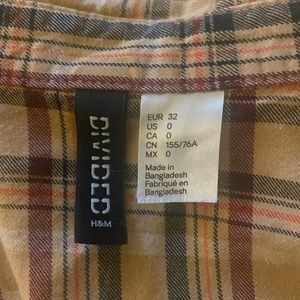 DIVIDED
H&M
EUR 32
US 0
CA 0
CN 155/76A
MX 0
Made in
Bangladesh
Fabriqué en
Bangladesh